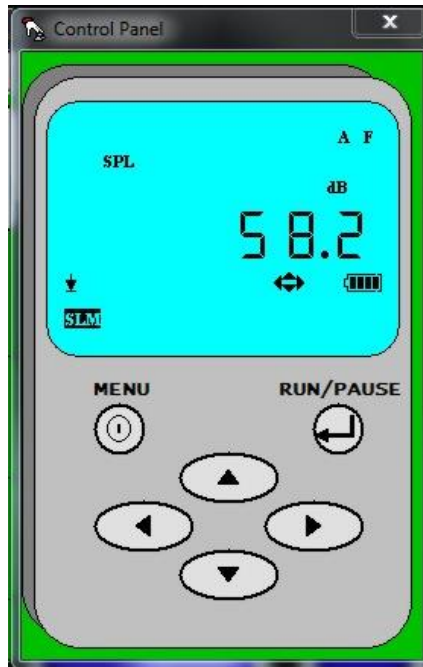 Control Panel
x
A F
SPL
dB
58.2
SLM
MENU RUN/PAUSE